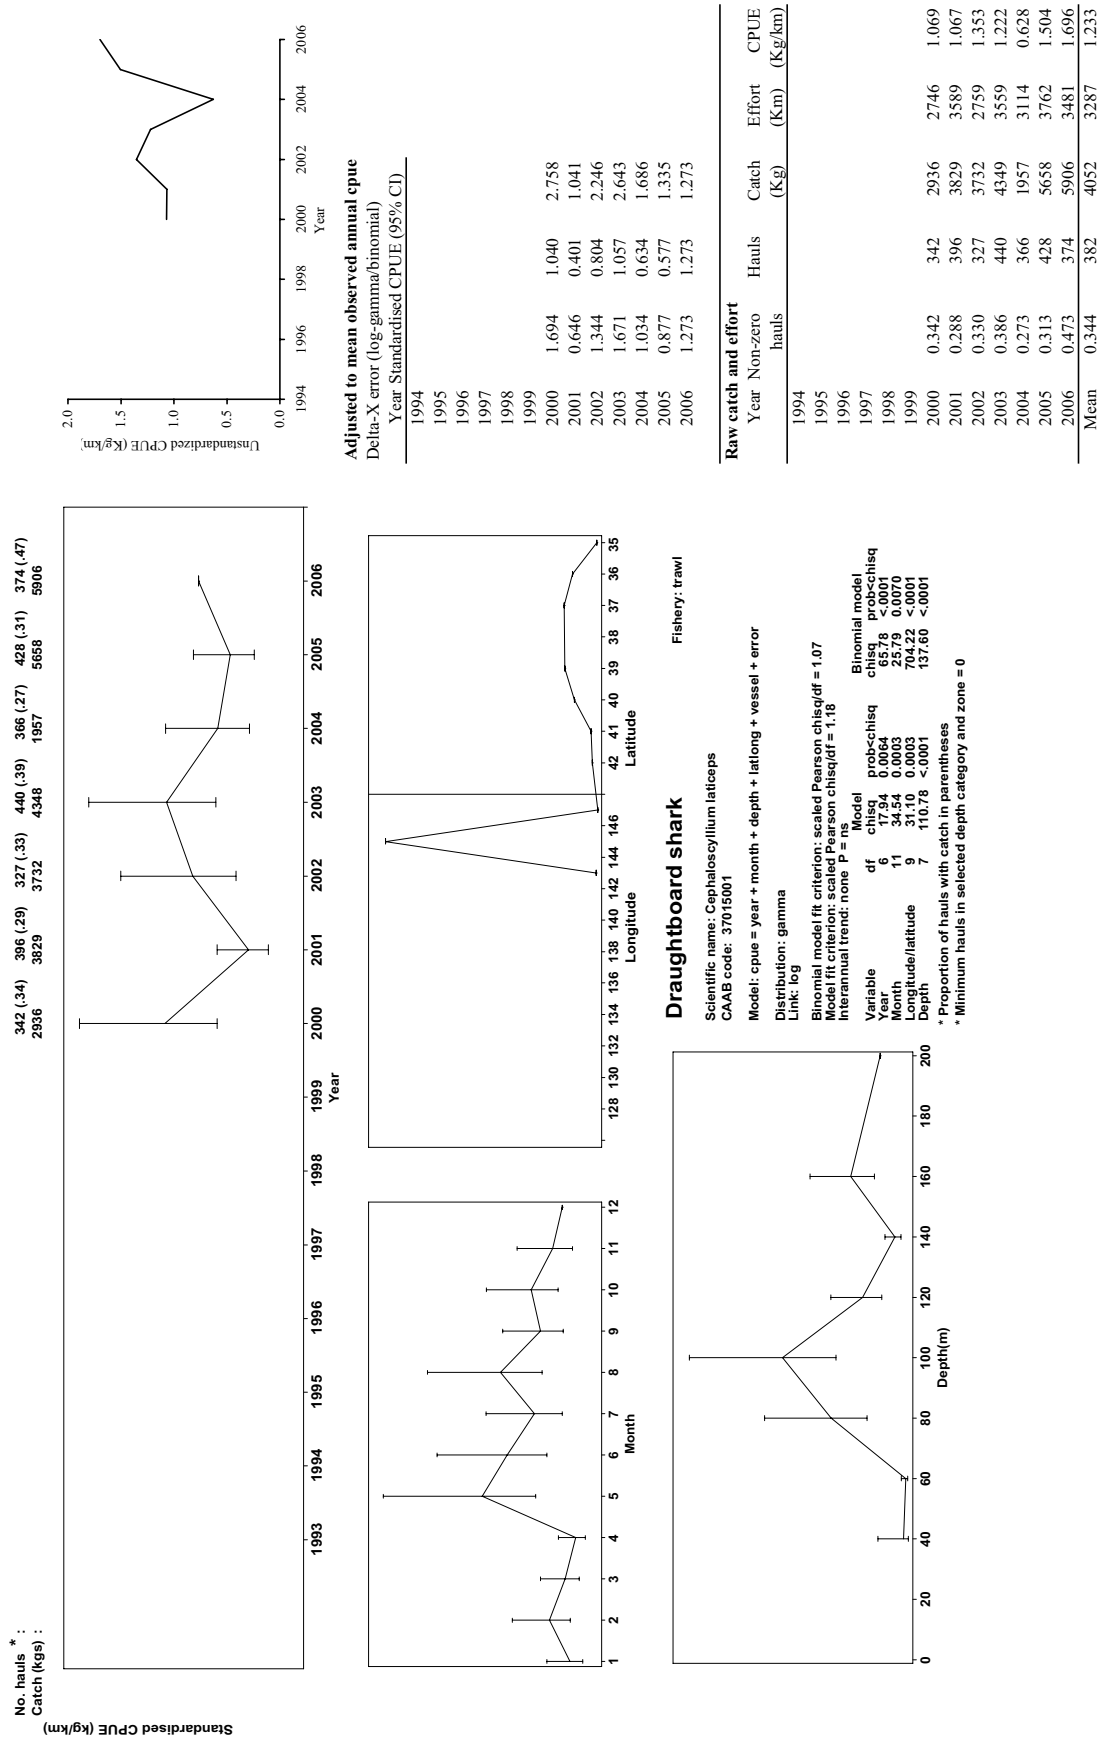 No. hauls * : 342 (.34) 396 (.29) 327 (.33) 440 (.39) 366 (.27) 428 (.31) 374 (.47)
Catch (kgs) : 2936 3829 3732 4348 1957 5658 5906
Standardised CPUE (kg/km)
1993 1994 1995 1996 1997 1998 1999 2000 2001 2002 2003 2004 2005 2006
Year
1 2 3 4 5 6 7 8 9 10 11 12
Month
128 130 132 134 136 138 140 142 144 146 42 41 40 39 38 37 36 35
Longitude Latitude
0 20 40 60 80 100 120 140 160 180 200
Depth(m)
Draughtboard shark
Fishery: trawl
Scientific name: Cephaloscyllium laticeps
CAAB code: 37015001
Model: cpue = year + month + depth + latlong + vessel + error
Distribution: gamma
Link: log
Binomial model fit criterion: scaled Pearson chisq/df = 1.07
Model fit criterion: scaled Pearson chisq/df = 1.18
Interannual trend: none P = ns
Model Binomial model
Variable df chisq prob<chisq chisq prob<chisq
Year 6 17.94 0.0064 65.78 <.0001
Month 11 34.54 0.0003 25.79 0.0070
Longitude/latitude 9 31.10 0.0003 704.22 <.0001
Depth 7 110.78 <.0001 137.60 <.0001
* Proportion of hauls with catch in parentheses
* Minimum hauls in selected depth category and zone = 0
2.0
1.5
1.0
0.5
0.0
Unstandardized CPUE (Kg/km)
1994 1996 1998 2000 2002 2004 2006
Year
Adjusted to mean observed annual cpue
Delta-X error (log-gamma/binomial)
Year Standardised CPUE (95% CI)
1994
1995
1996
1997
1998
1999
2000 1.694 1.040 2.758
2001 0.646 0.401 1.041
2002 1.344 0.804 2.246
2003 1.671 1.057 2.643
2004 1.034 0.634 1.686
2005 0.877 0.577 1.335
2006 1.273 1.273 1.273
Raw catch and effort
Year Non-zero Hauls Catch Effort CPUE
hauls (Kg) (Km) (Kg/km)
1994
1995
1996
1997
1998
1999
2000 0.342 342 2936 2746 1.069
2001 0.288 396 3829 3589 1.067
2002 0.330 327 3732 2759 1.353
2003 0.386 440 4349 3559 1.222
2004 0.273 366 1957 3114 0.628
2005 0.313 428 5658 3762 1.504
2006 0.473 374 5906 3481 1.696
Mean 0.344 382 4052 3287 1.233